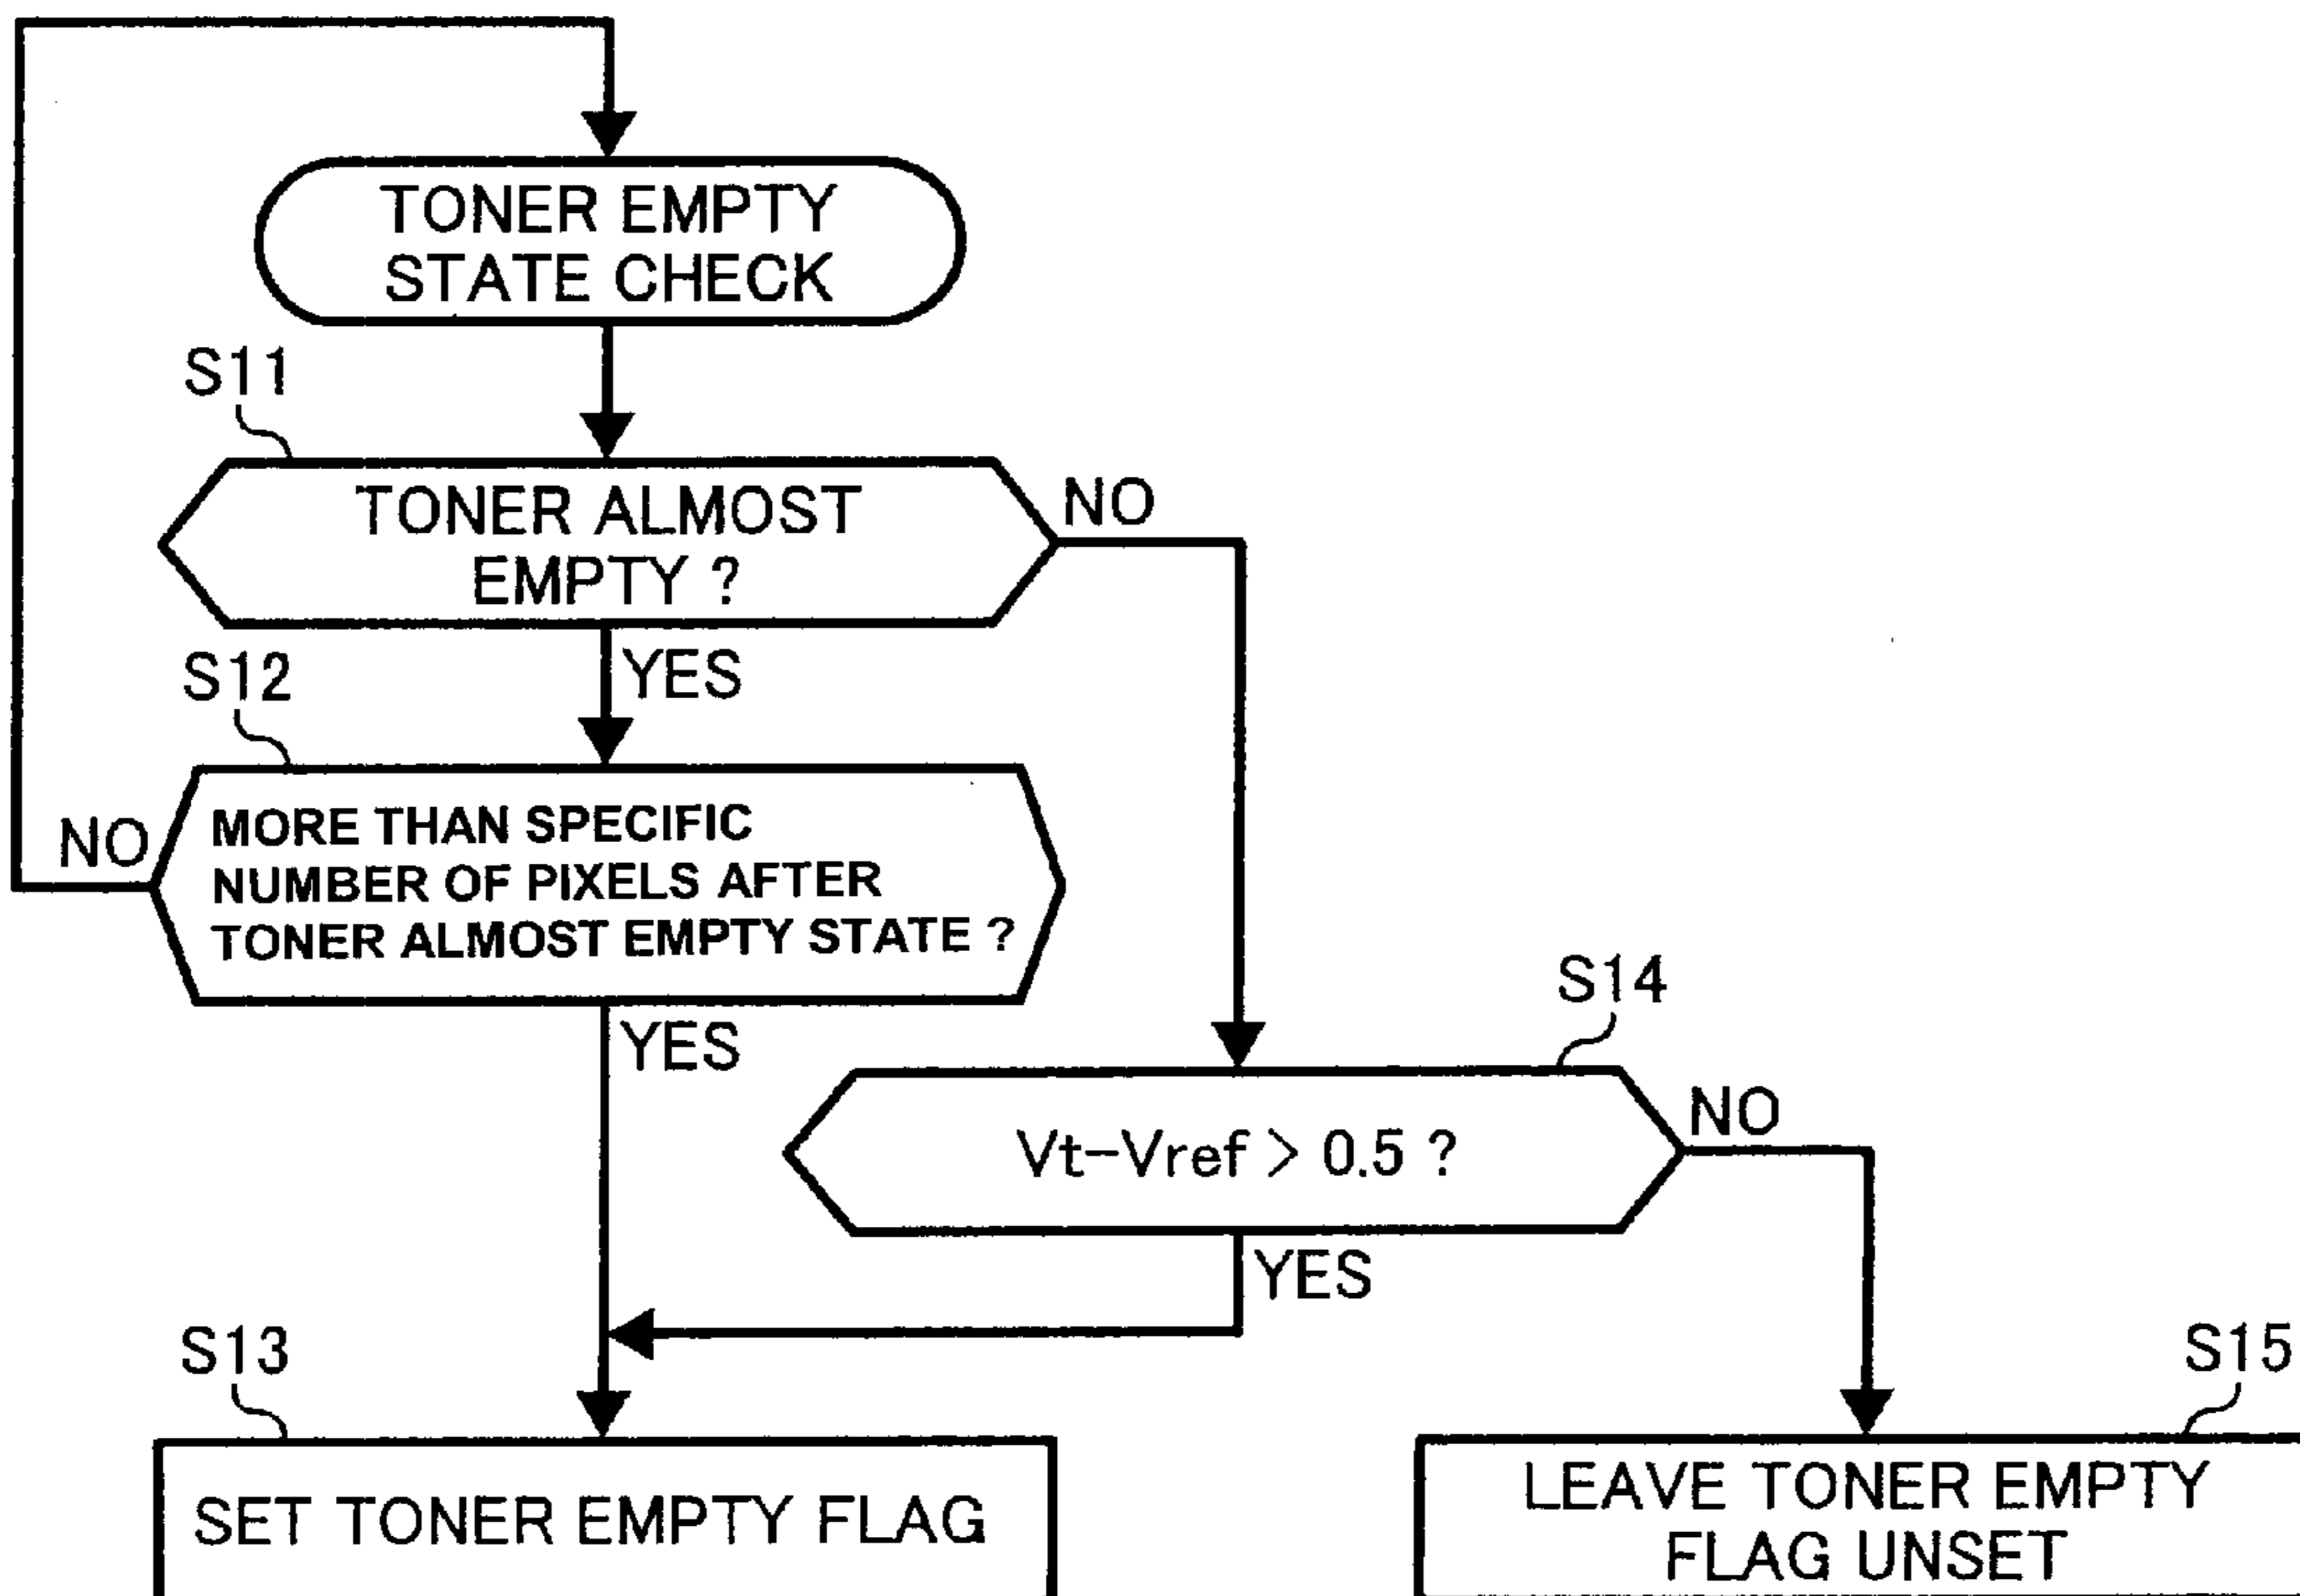 TONER EMPTY
STATE CHECK
S11
TONER ALMOST
EMPTY ?
NO
YES
S12
NO
MORE THAN SPECIFIC
NUMBER OF PIXELS AFTER
TONER ALMOST EMPTY STATE ?
YES
S14
Vt-Vref > 0.5 ?
NO
YES
S13
SET TONER EMPTY FLAG
S15
LEAVE TONER EMPTY
FLAG UNSET